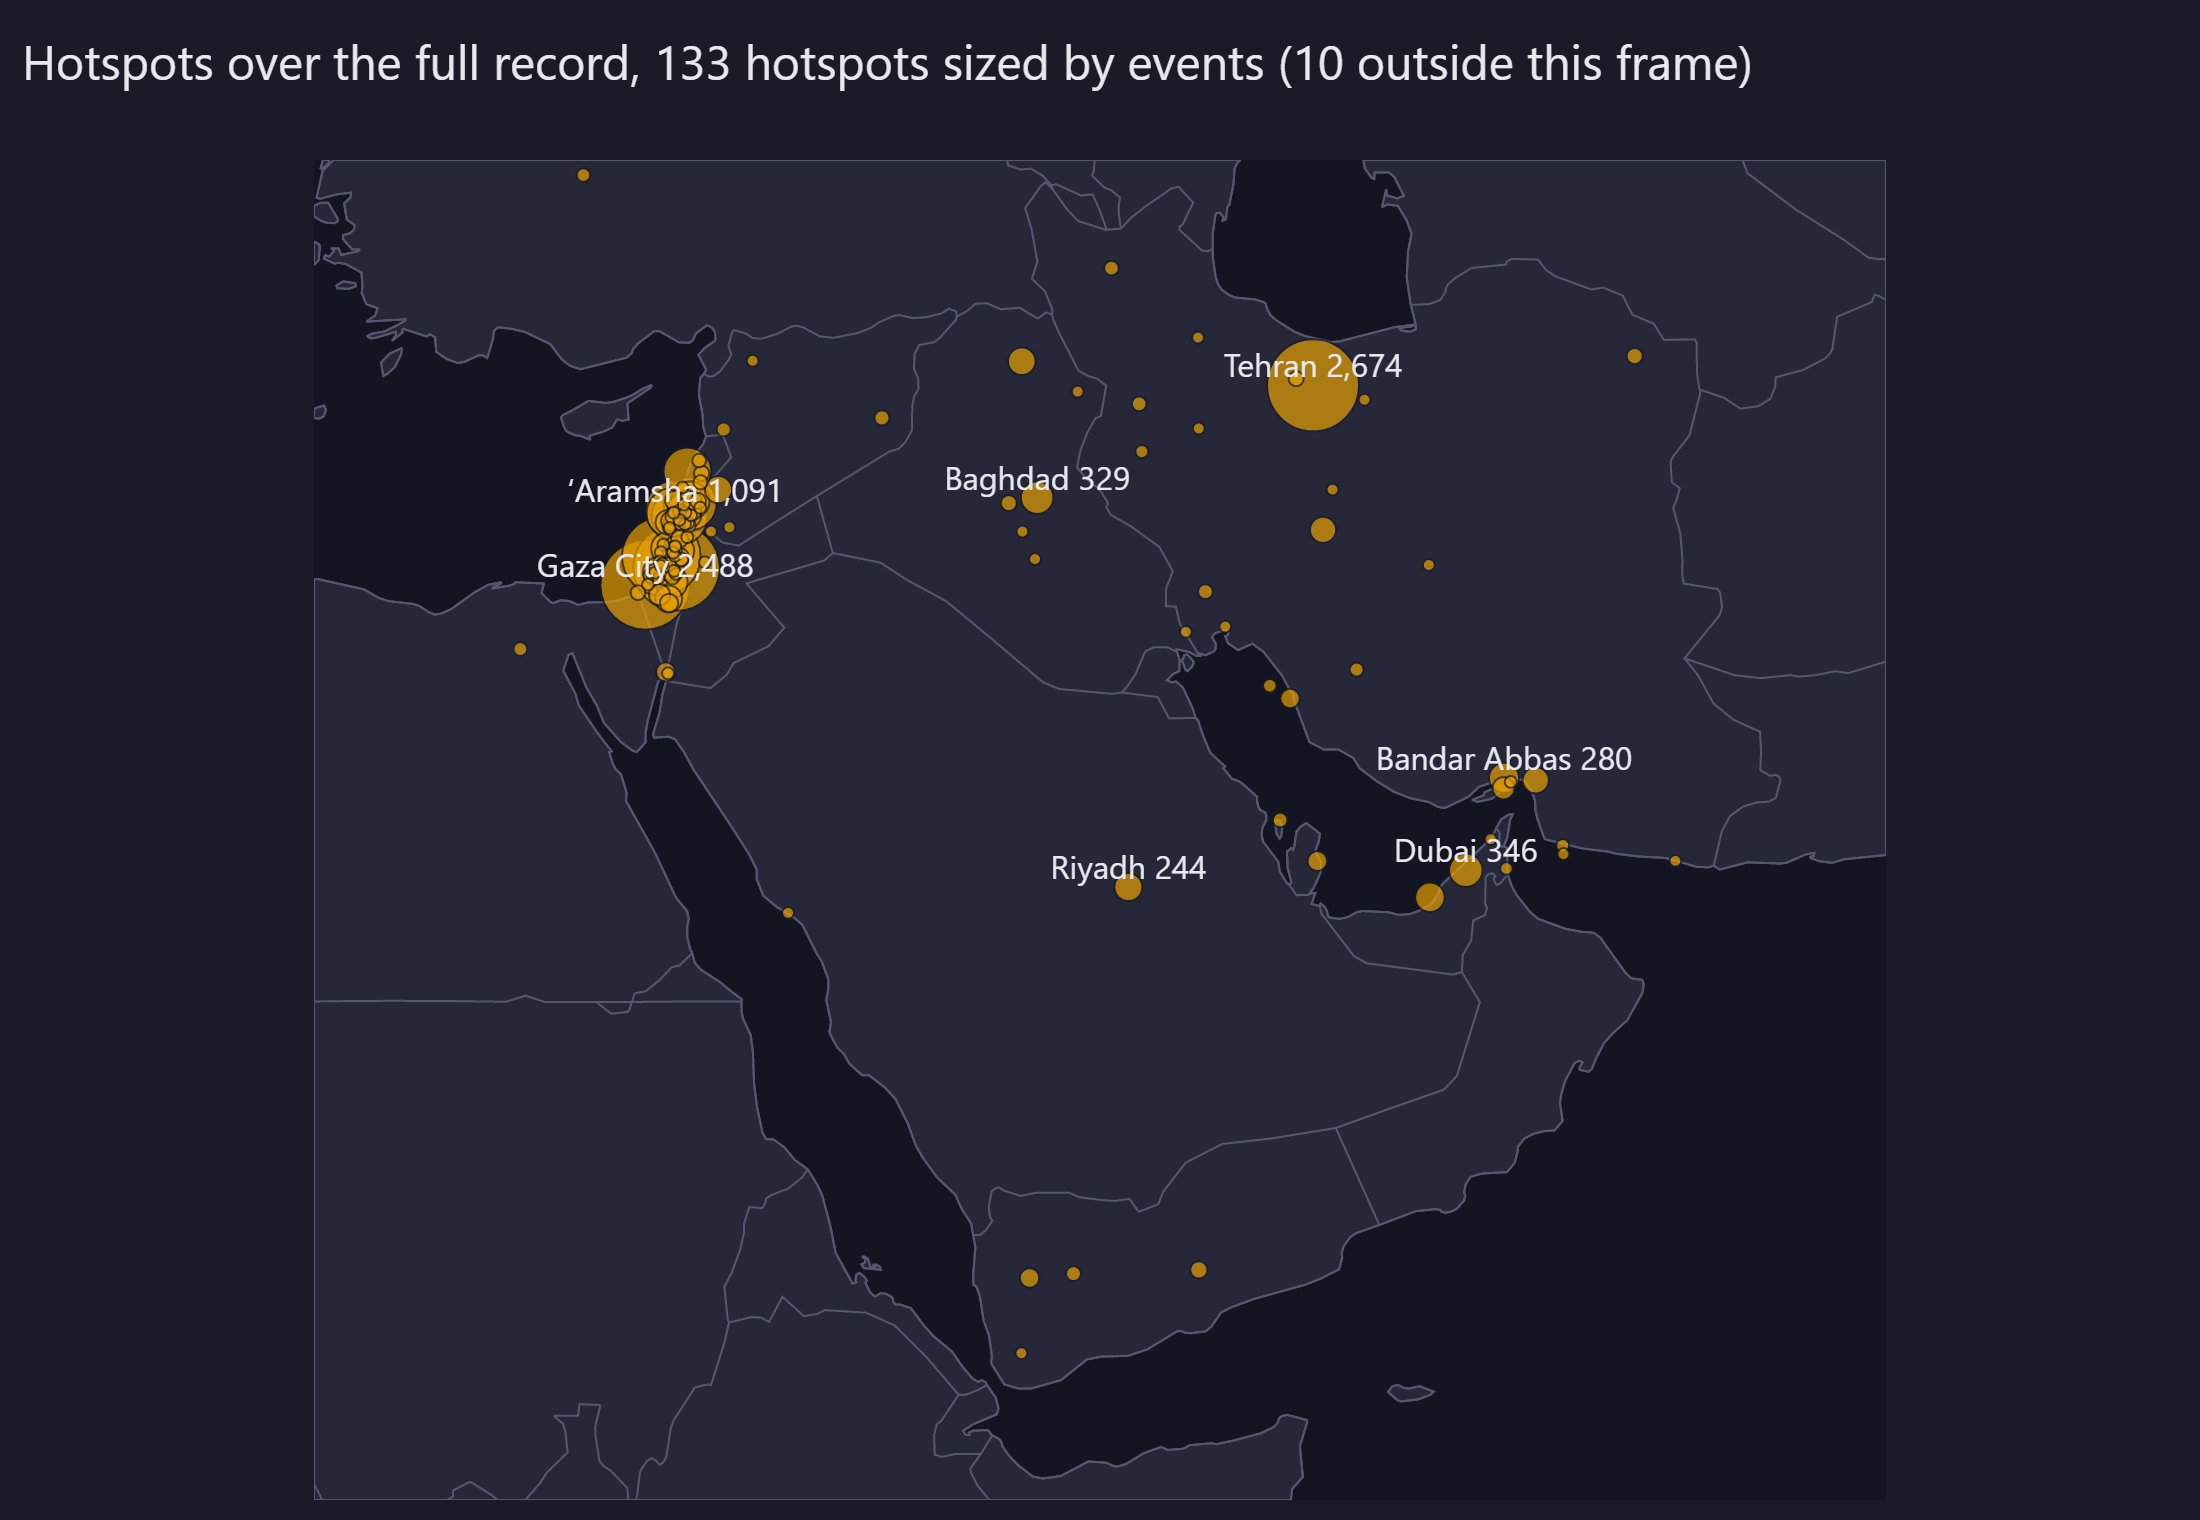 Hotspots over the full record, 133 hotspots sized by events (10 outside this frame)
Tehran 2,674
Baghdad 329
‘Aramsha 1,091
Gaza City 2,488
Bandar Abbas 280
Dubai 346
Riyadh 244